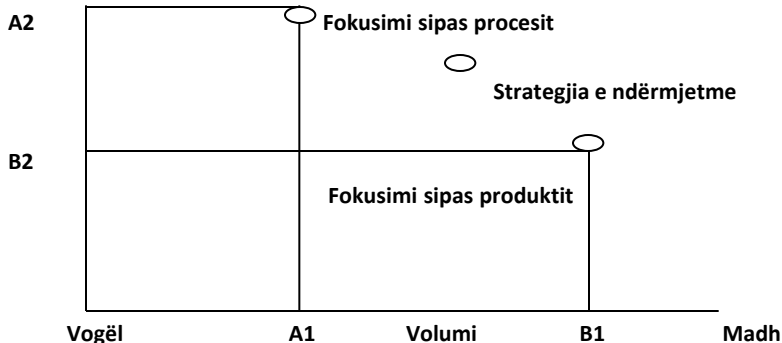 A2
Fokusimi sipas procesit
Strategjia e ndërmjetme
B2
Fokusimi sipas produktit
Vogël A1 Volumi B1 Madh